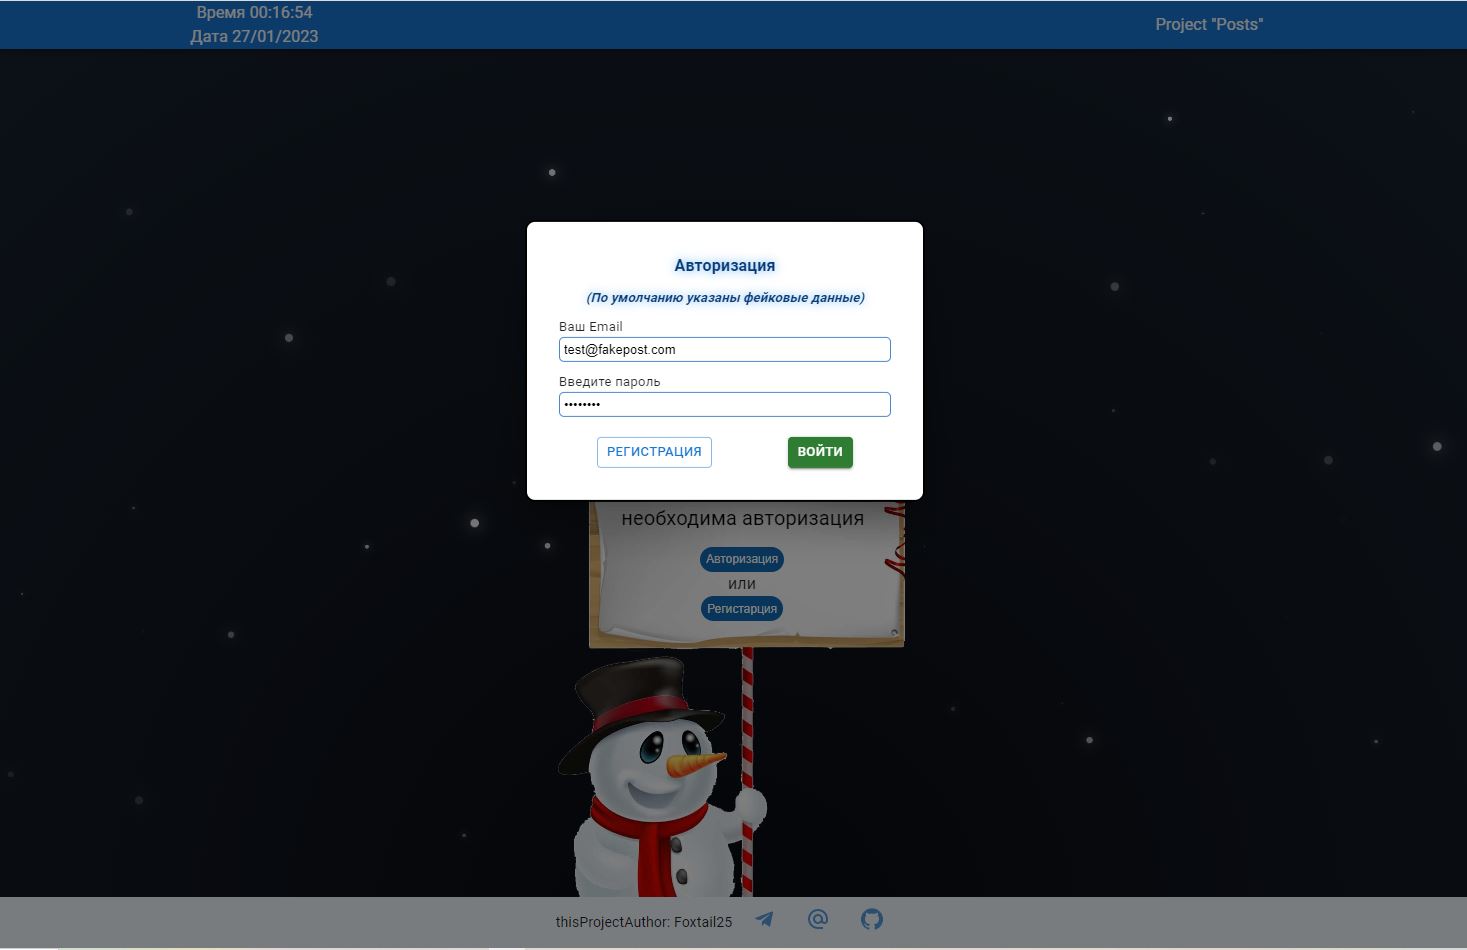 Время 00:16:54
Дата 27/01/2023
Project "Posts"
Авторизация
(По умолчанию указаны фейковые данные)
Ваш Email
test@fakepost.com
Введите пароль
••••••••
РЕГИСТРАЦИЯ
ВОЙТИ
необходима авторизация
Авторизация
или
Регистарция
thisProjectAuthor: Foxtail25